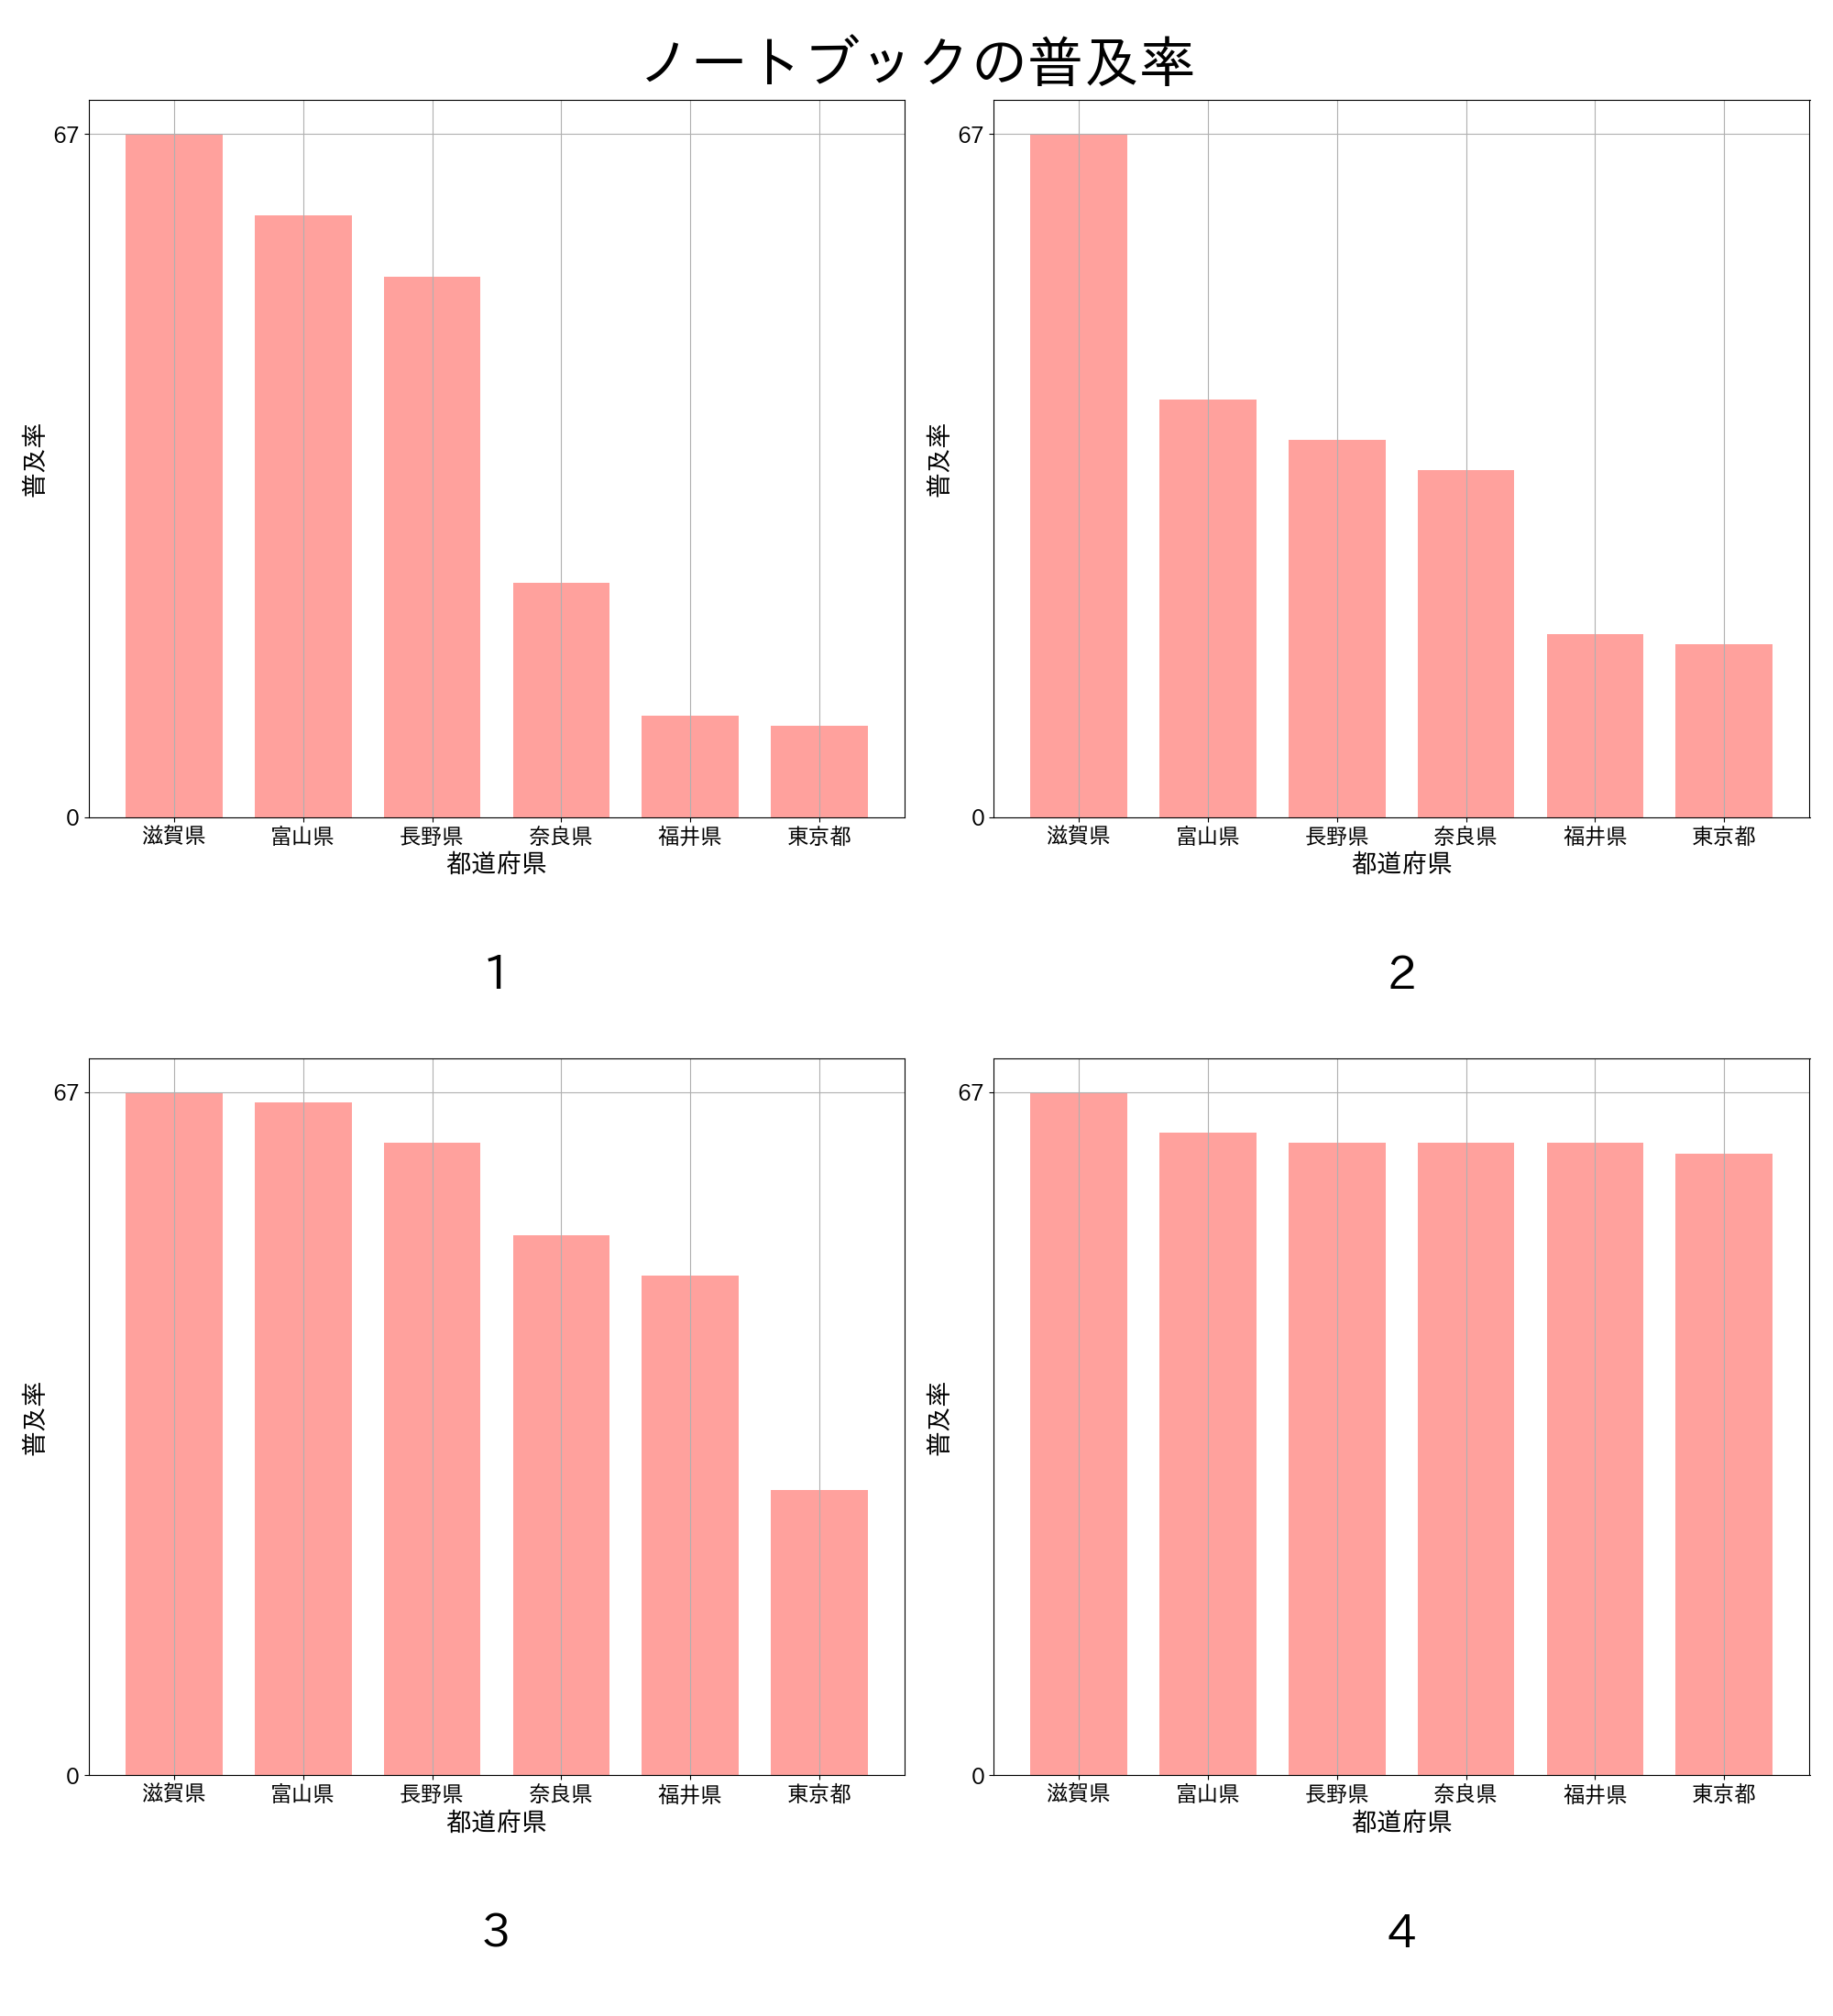 ノートブックの普及率
67
0
普及率
滋賀県 富山県 長野県 奈良県 福井県 東京都
都道府県
1
67
0
普及率
滋賀県 富山県 長野県 奈良県 福井県 東京都
都道府県
2
67
0
普及率
滋賀県 富山県 長野県 奈良県 福井県 東京都
都道府県
3
67
0
普及率
滋賀県 富山県 長野県 奈良県 福井県 東京都
都道府県
4